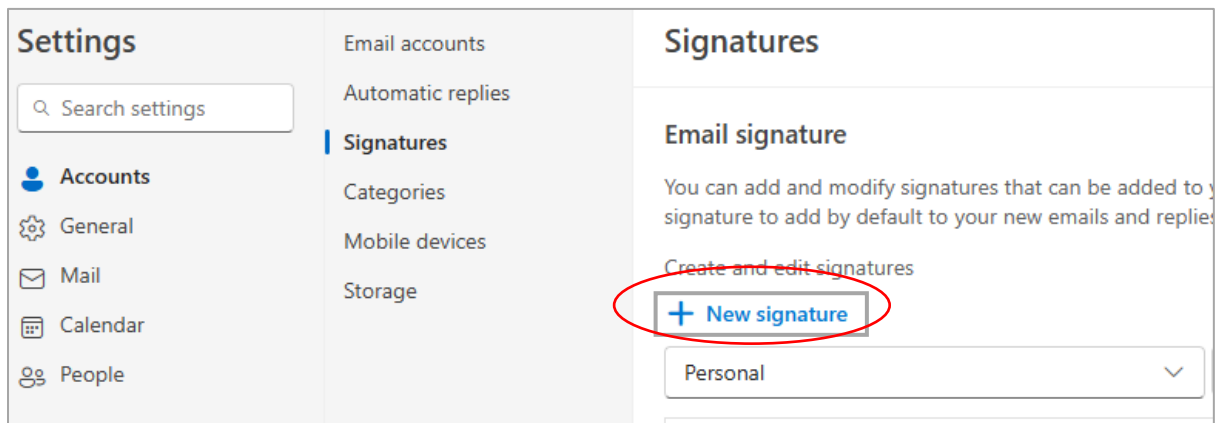 Settings
Search settings
Accounts
General
Mail
Calendar
People
Email accounts
Automatic replies
Signatures
Categories
Mobile devices
Storage
Signatures
Email signature
You can add and modify signatures that can be added to
signature to add by default to your new emails and replies
Create and edit signatures
+ New signature
Personal